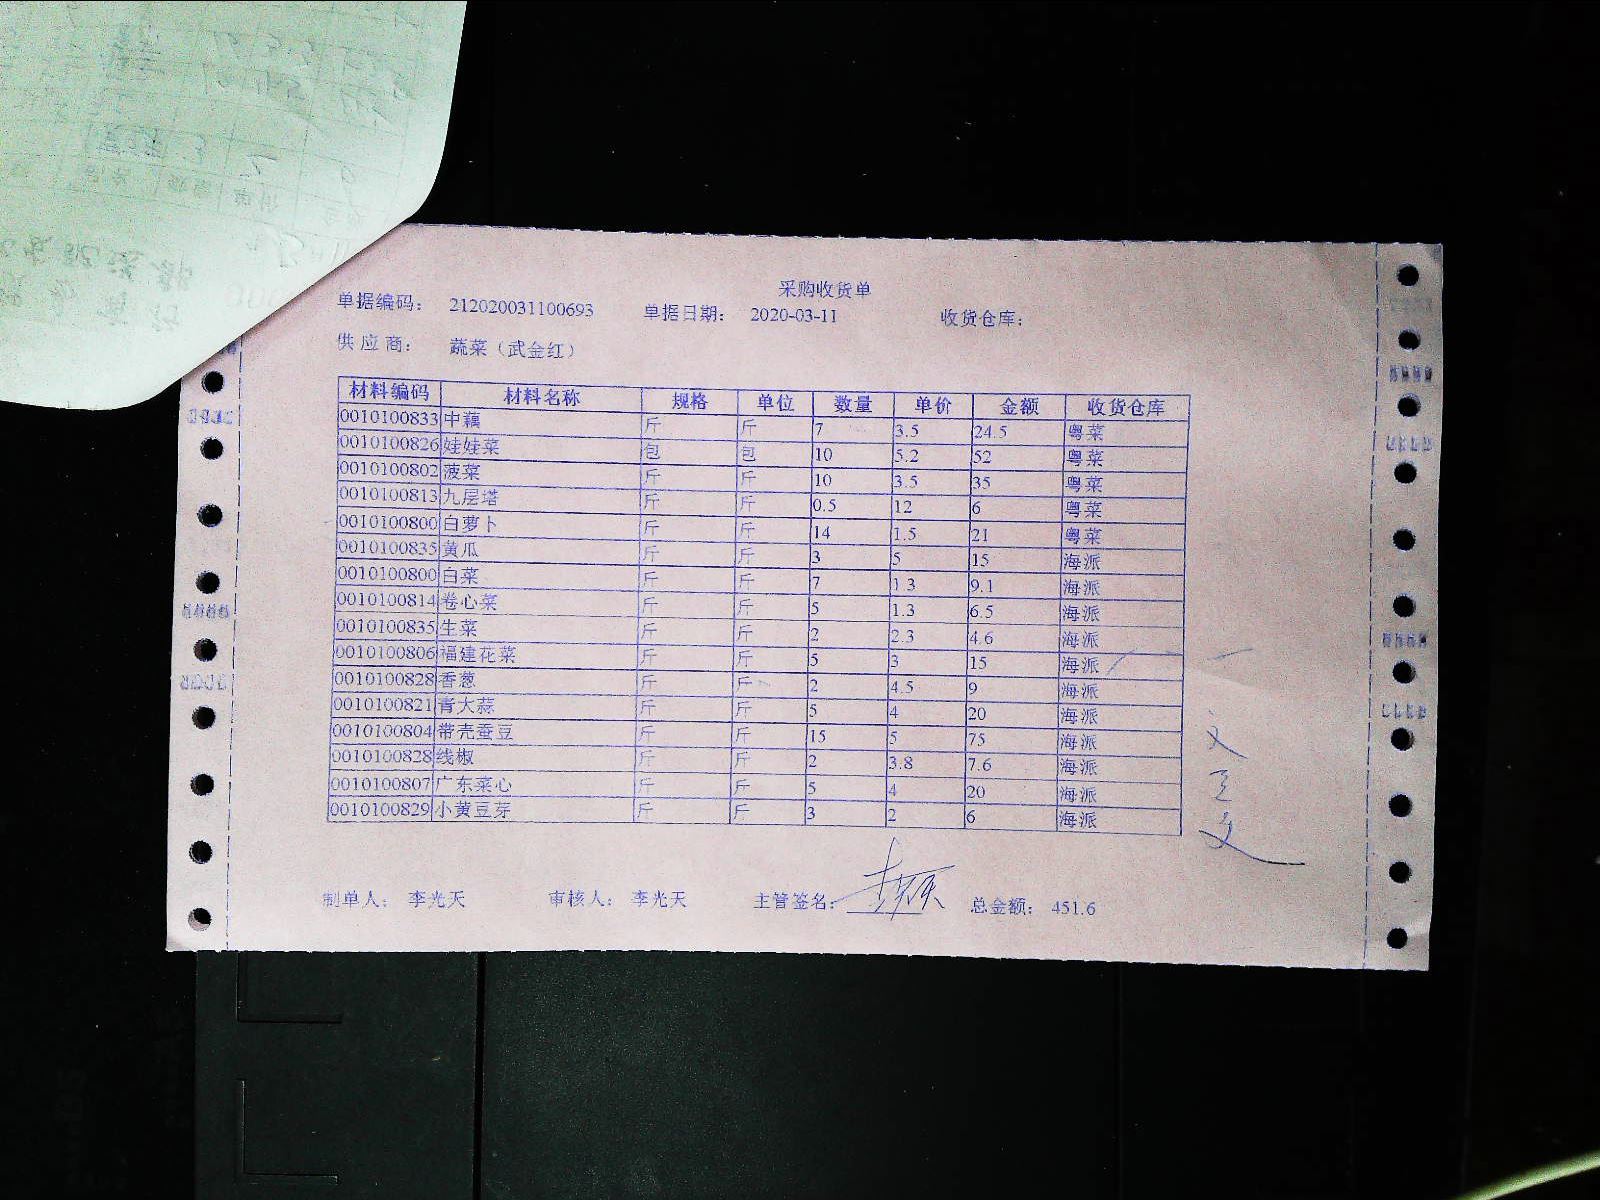 采购收货单
单据编码： 212020031100693 单据日期： 2020-03-11 收货仓库：
供应商： 蔬菜（武金红）
材料编码 材料名称 规格 单位 数量 单价 金额 收货仓库
0010100833 中藕 斤 斤 7 3.5 24.5 粤菜
0010100826 娃娃菜 包 包 10 5.2 52 粤菜
0010100802 菠菜 斤 斤 10 3.5 35 粤菜
0010100813 九层塔 斤 斤 0.5 12 6 粤菜
0010100800 白萝卜 斤 斤 14 1.5 21 粤菜
0010100835 黄瓜 斤 斤 3 5 15 海派
0010100800 白菜 斤 斤 7 1.3 9.1 海派
0010100814 卷心菜 斤 斤 5 1.3 6.5 海派
0010100835 生菜 斤 斤 2 2.3 4.6 海派
0010100806 福建花菜 斤 斤 5 3 15 海派
0010100828 香葱 斤 斤 2 4.5 9 海派
0010100821 青大蒜 斤 斤 5 4 20 海派
0010100804 带壳蚕豆 斤 斤 15 5 75 海派
0010100828 线椒 斤 斤 2 3.8 7.6 海派
0010100807 广东菜心 斤 斤 5 4 20 海派
0010100829 小黄豆芽 斤 斤 3 2 6 海派
制单人： 李光天 审核人： 李光天 主管签名： 总金额： 451.6